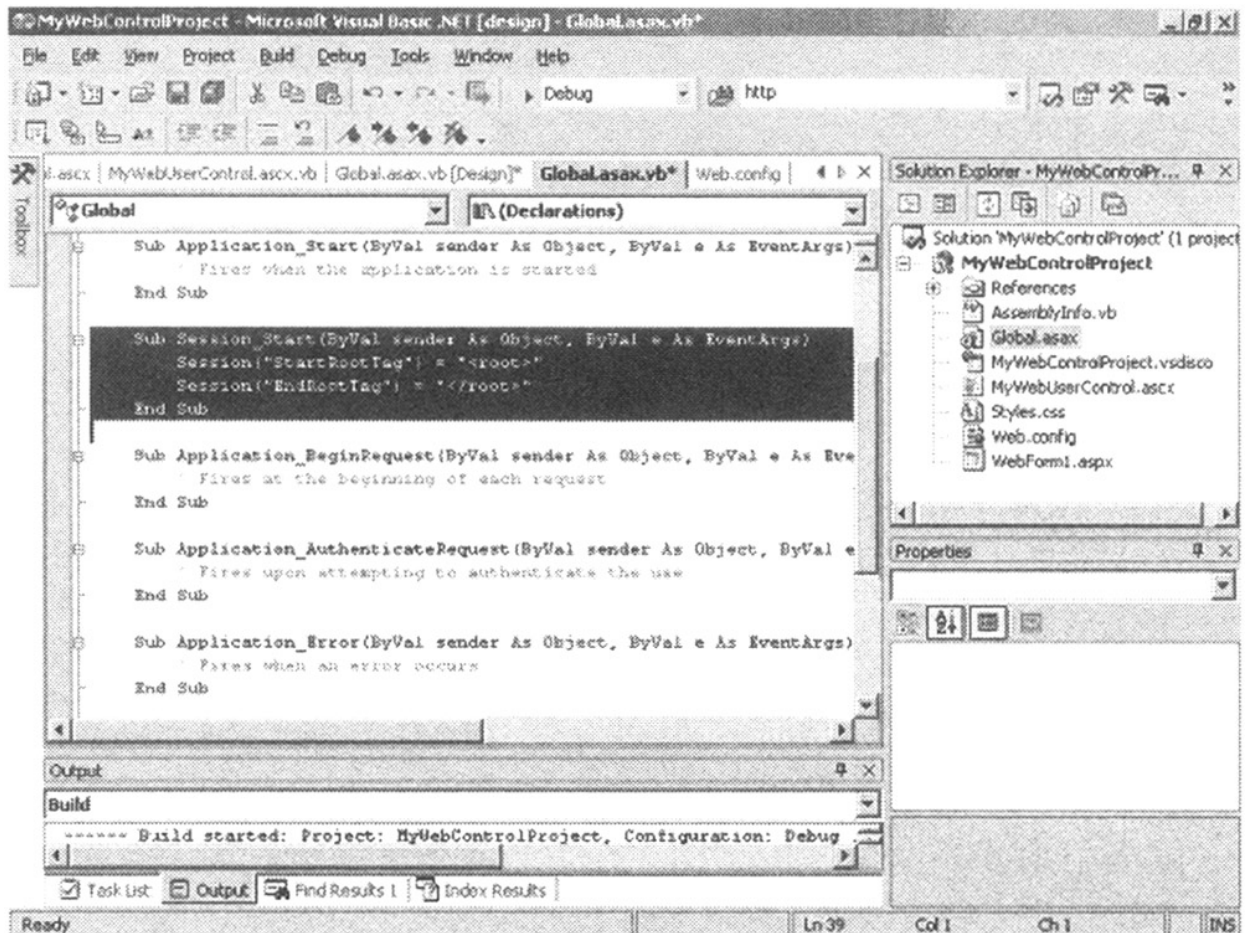 MyWebControlProject - Microsoft Visual Basic .NET [design] - Global.asax.vb*
File Edit View Project Build Debug Tools Window Help
Debug http
l.ascx MyWebUserControl.ascx.vb Global.asax.vb [Design]* Global.asax.vb* Web.config
Solution Explorer - MyWebControlPr...
Toolbox
Global (Declarations)
Sub Application_Start(ByVal sender As Object, ByVal e As EventArgs)
' Fires when the application is started
End Sub
Sub Session_Start(ByVal sender As Object, ByVal e As EventArgs)
Session("StartRootTag") = "<root>"
Session("EndRootTag") = "</root>"
End Sub
Sub Application_BeginRequest(ByVal sender As Object, ByVal e As Eve
' Fires at the beginning of each request
End Sub
Sub Application_AuthenticateRequest(ByVal sender As Object, ByVal e
' Fires upon attempting to authenticate the use
End Sub
Sub Application_Error(ByVal sender As Object, ByVal e As EventArgs)
' Fires when an error occurs
End Sub
Solution 'MyWebControlProject' (1 project
MyWebControlProject
References
AssemblyInfo.vb
Global.asax
MyWebControlProject.vsdisco
MyWebUserControl.ascx
Styles.css
Web.config
WebForm1.aspx
Properties
Output
Build
------ Build started: Project: MyWebControlProject, Configuration: Debug
Task List Output Find Results 1 Index Results
Ready Ln 39 Col 1 Ch 1 INS